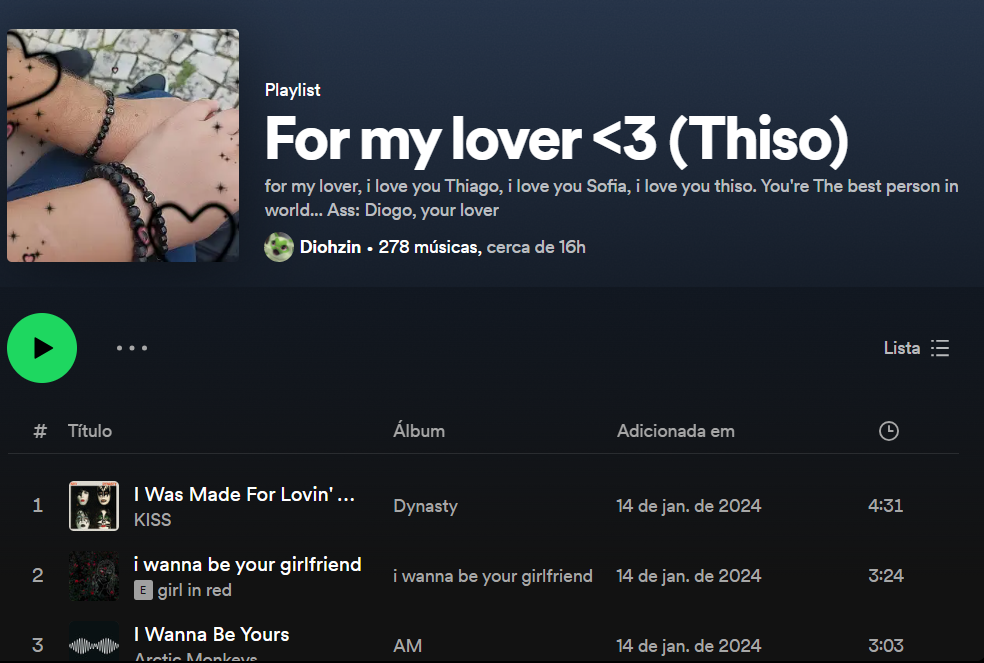 Playlist
For my lover <3 (Thiso)
for my lover, i love you Thiago, i love you Sofia, i love you thiso. You're The best person in
world... Ass: Diogo, your lover
Diohzin • 278 músicas, cerca de 16h
Lista
# Título Álbum Adicionada em
1 I Was Made For Lovin' ... Dynasty 14 de jan. de 2024 4:31
KISS
2 i wanna be your girlfriend i wanna be your girlfriend 14 de jan. de 2024 3:24
E girl in red
3 I Wanna Be Yours AM 14 de jan. de 2024 3:03
Arctic Monkeys